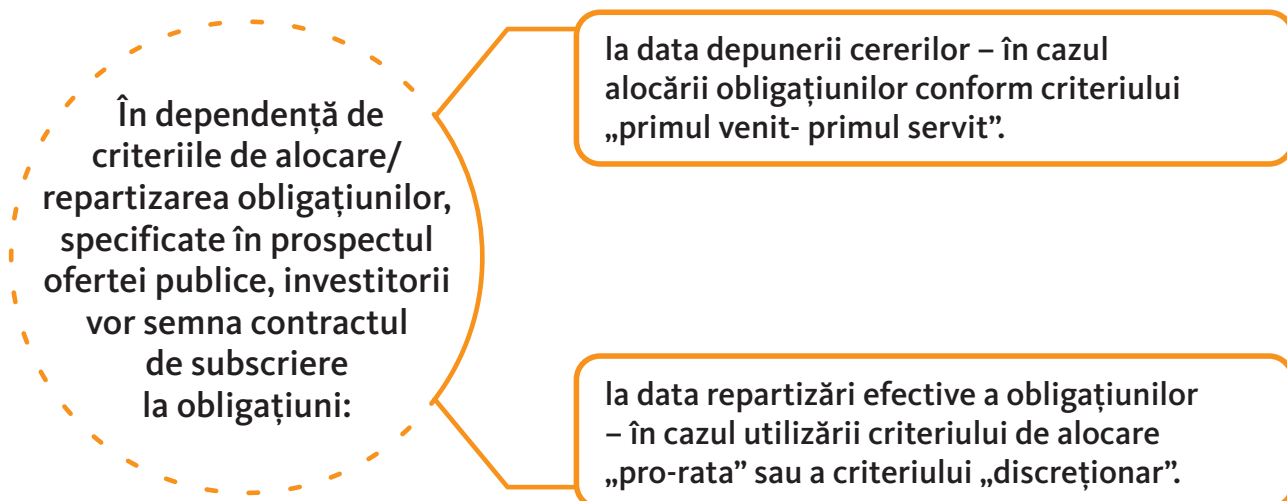 În dependență de
criteriile de alocare/
repartizarea obligațiunilor,
specificate în prospectul
ofertei publice, investitorii
vor semna contractul
de subscriere
la obligațiuni:
la data depunerii cererilor – în cazul
alocării obligațiunilor conform criteriului
„primul venit- primul servit”.
la data repartizări efective a obligațiunilor
– în cazul utilizării criteriului de alocare
„pro-rata” sau a criteriului „discreționar”.